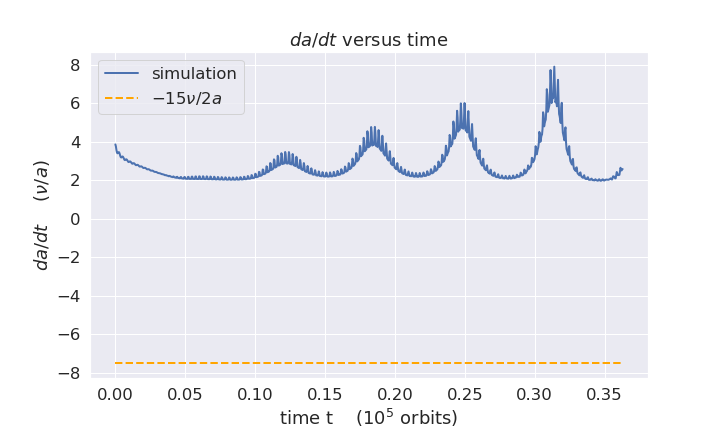 da/dt versus time
simulation
−15ν/2a
8
6
4
2
0
−2
−4
−6
−8
da/dt (ν/a)
0.00 0.05 0.10 0.15 0.20 0.25 0.30 0.35
time t (10⁵ orbits)